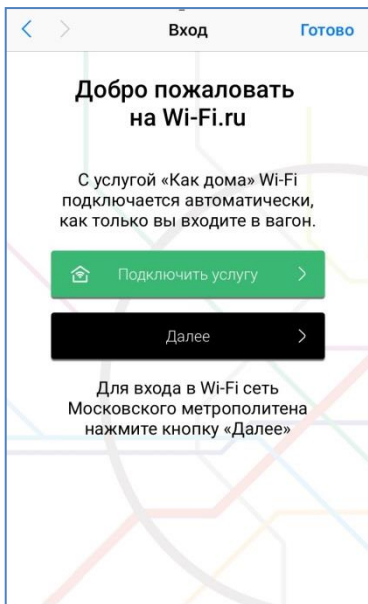 Вход
Готово
Добро пожаловать
на Wi-Fi.ru
С услугой «Как дома» Wi-Fi
подключается автоматически,
как только вы входите в вагон.
Подключить услугу
Далее
Для входа в Wi-Fi сеть
Московского метрополитена
нажмите кнопку «Далее»